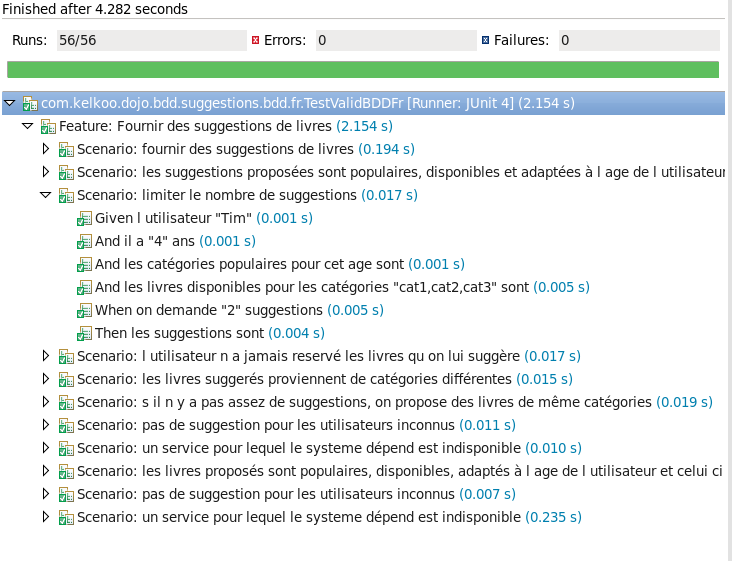 Finished after 4.282 seconds
Runs: 56/56 Errors: 0 Failures: 0
com.kelkoo.dojo.bdd.suggestions.bdd.fr.TestValidBDDFr [Runner: JUnit 4] (2.154 s)
Feature: Fournir des suggestions de livres (2.154 s)
Scenario: fournir des suggestions de livres (0.194 s)
Scenario: les suggestions proposées sont populaires, disponibles et adaptées à l age de l utilisateur
Scenario: limiter le nombre de suggestions (0.017 s)
Given l utilisateur "Tim" (0.001 s)
And il a "4" ans (0.001 s)
And les catégories populaires pour cet age sont (0.001 s)
And les livres disponibles pour les catégories "cat1,cat2,cat3" sont (0.005 s)
When on demande "2" suggestions (0.005 s)
Then les suggestions sont (0.004 s)
Scenario: l utilisateur n a jamais reservé les livres qu on lui suggère (0.017 s)
Scenario: les livres suggerés proviennent de catégories différentes (0.015 s)
Scenario: s il n y a pas assez de suggestions, on propose des livres de même catégories (0.019 s)
Scenario: pas de suggestion pour les utilisateurs inconnus (0.011 s)
Scenario: un service pour lequel le systeme dépend est indisponible (0.010 s)
Scenario: les livres proposés sont populaires, disponibles, adaptés à l age de l utilisateur et celui ci
Scenario: pas de suggestion pour les utilisateurs inconnus (0.007 s)
Scenario: un service pour lequel le systeme dépend est indisponible (0.235 s)